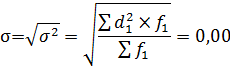 σ=√σ² = √(∑ d₁² × f₁ / ∑ f₁) = 0,00